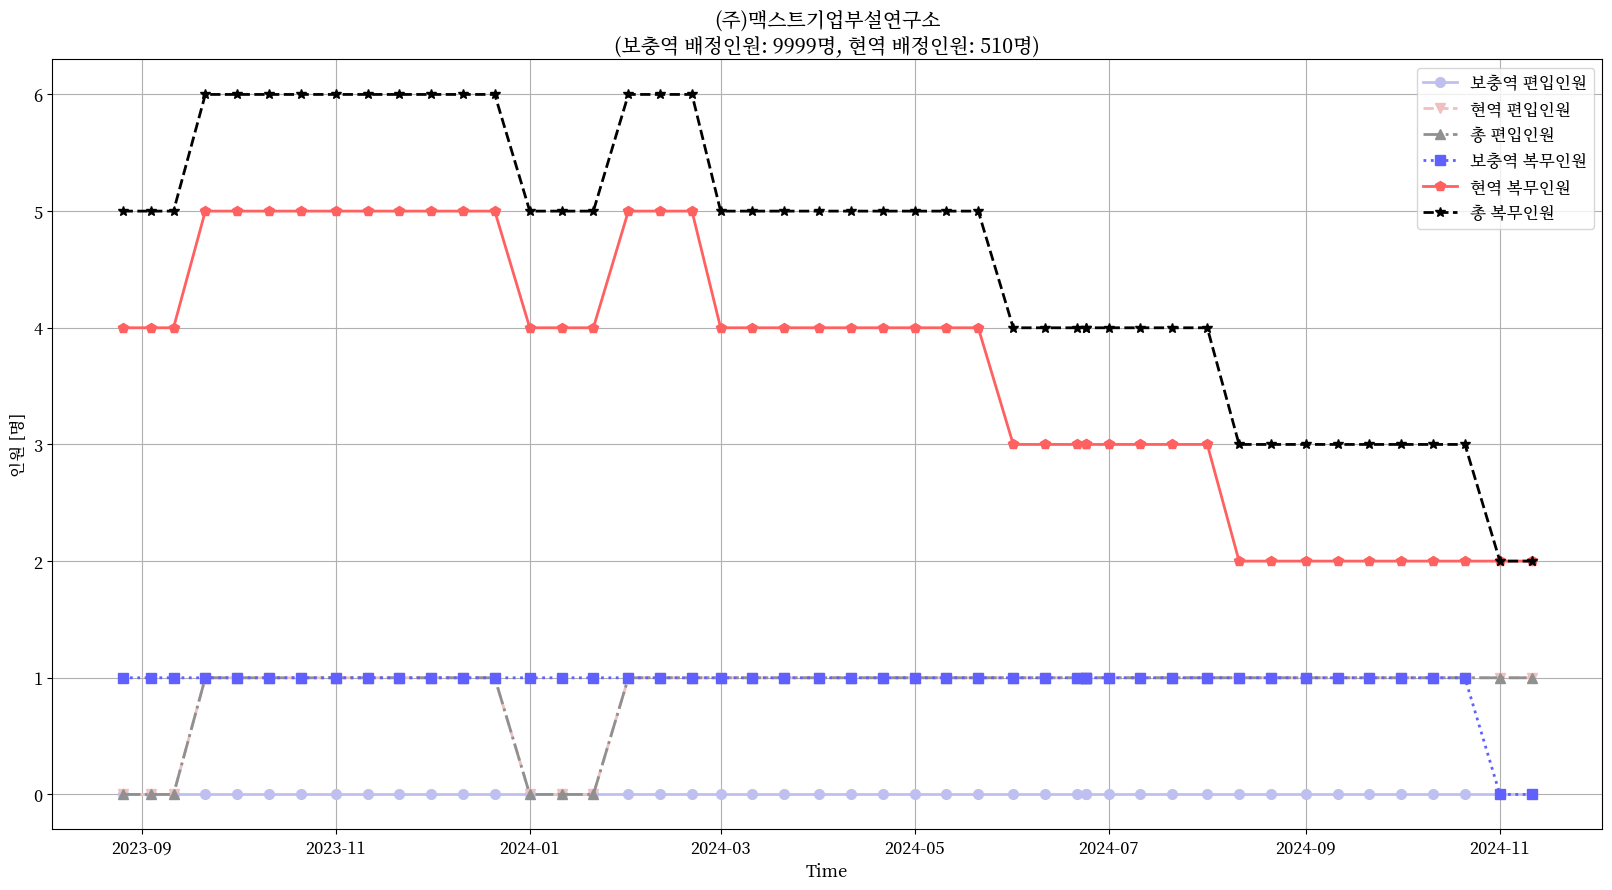 (주)맥스트기업부설연구소
(보충역 배정인원: 9999명, 현역 배정인원: 510명)
보충역 편입인원
현역 편입인원
총 편입인원
보충역 복무인원
현역 복무인원
총 복무인원
인원 [명]
6
5
4
3
2
1
0
2023-09
2023-11
2024-01
2024-03
2024-05
2024-07
2024-09
2024-11
Time